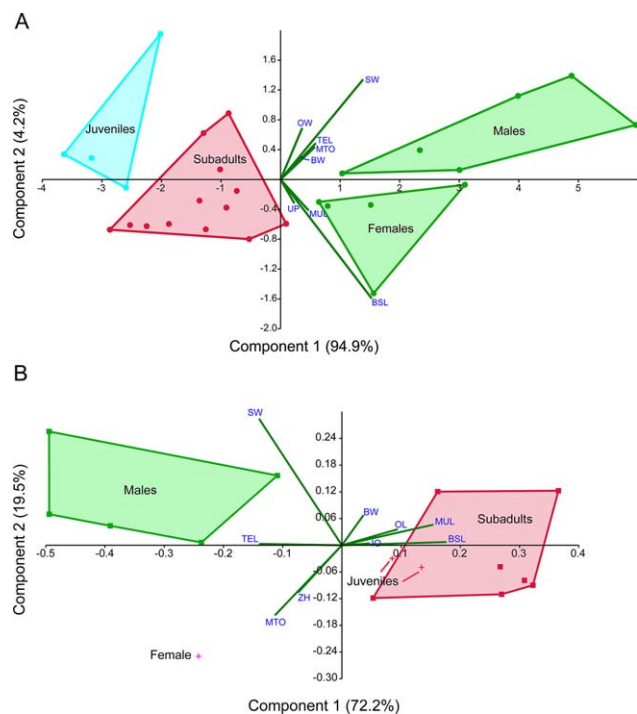 A
Component 2 (4.2%)
1.6
1.2
0.8
0.4
-0.4
-0.8
-1.2
-1.6
-2.0
-4
-3
-2
-1
1
2
3
4
5
Juveniles
Subadults
Males
Females
SW
OW
TEL
MTO
BW
UP
MUL
BSL
Component 1 (94.9%)
B
Component 2 (19.5%)
0.24
0.18
0.12
0.06
-0.06
-0.12
-0.18
-0.24
-0.30
-0.5
-0.4
-0.3
-0.2
-0.1
0.1
0.2
0.3
0.4
SW
Males
BW
OL
MUL
Subadults
TEL
IO
BSL
Juveniles
ZH
MTO
Female
Component 1 (72.2%)